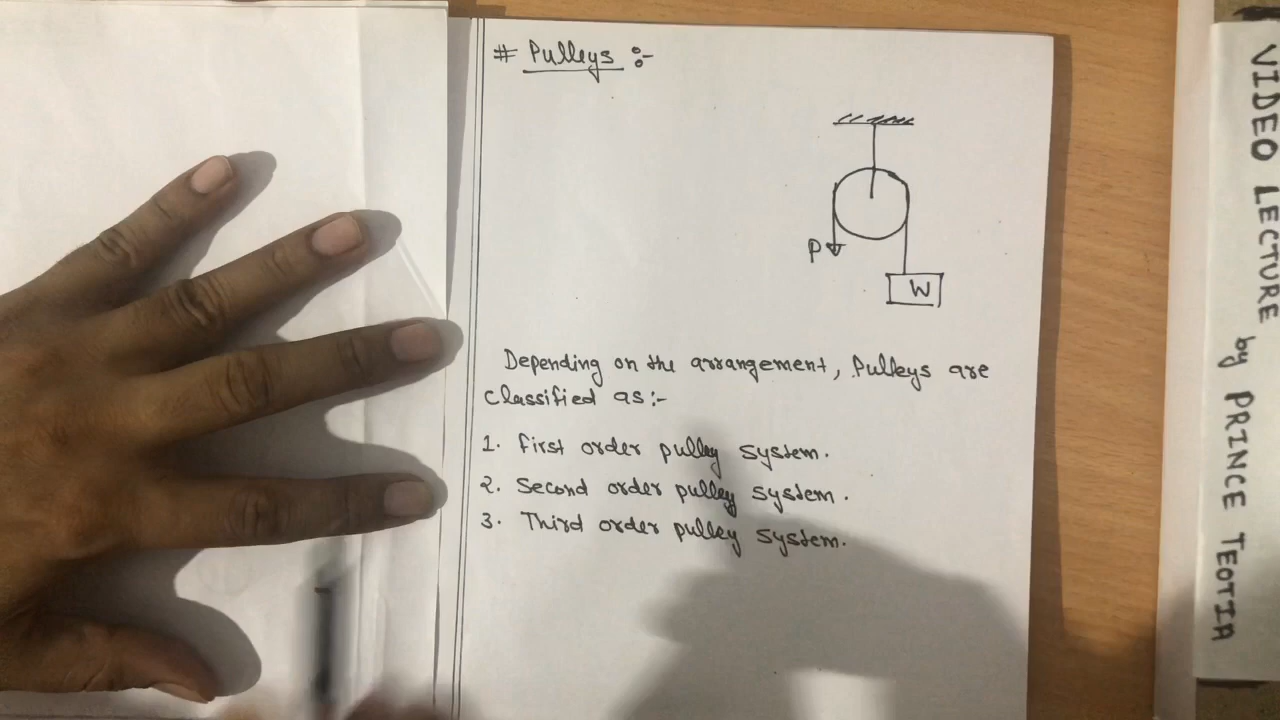 # Pulleys :-
P
W
Depending on the arrangement, Pulleys are
classified as:-
1. First order pulley system.
2. Second order pulley system.
3. Third order pulley system.
VIDEO LECTURE by PRINCE TEOTIA